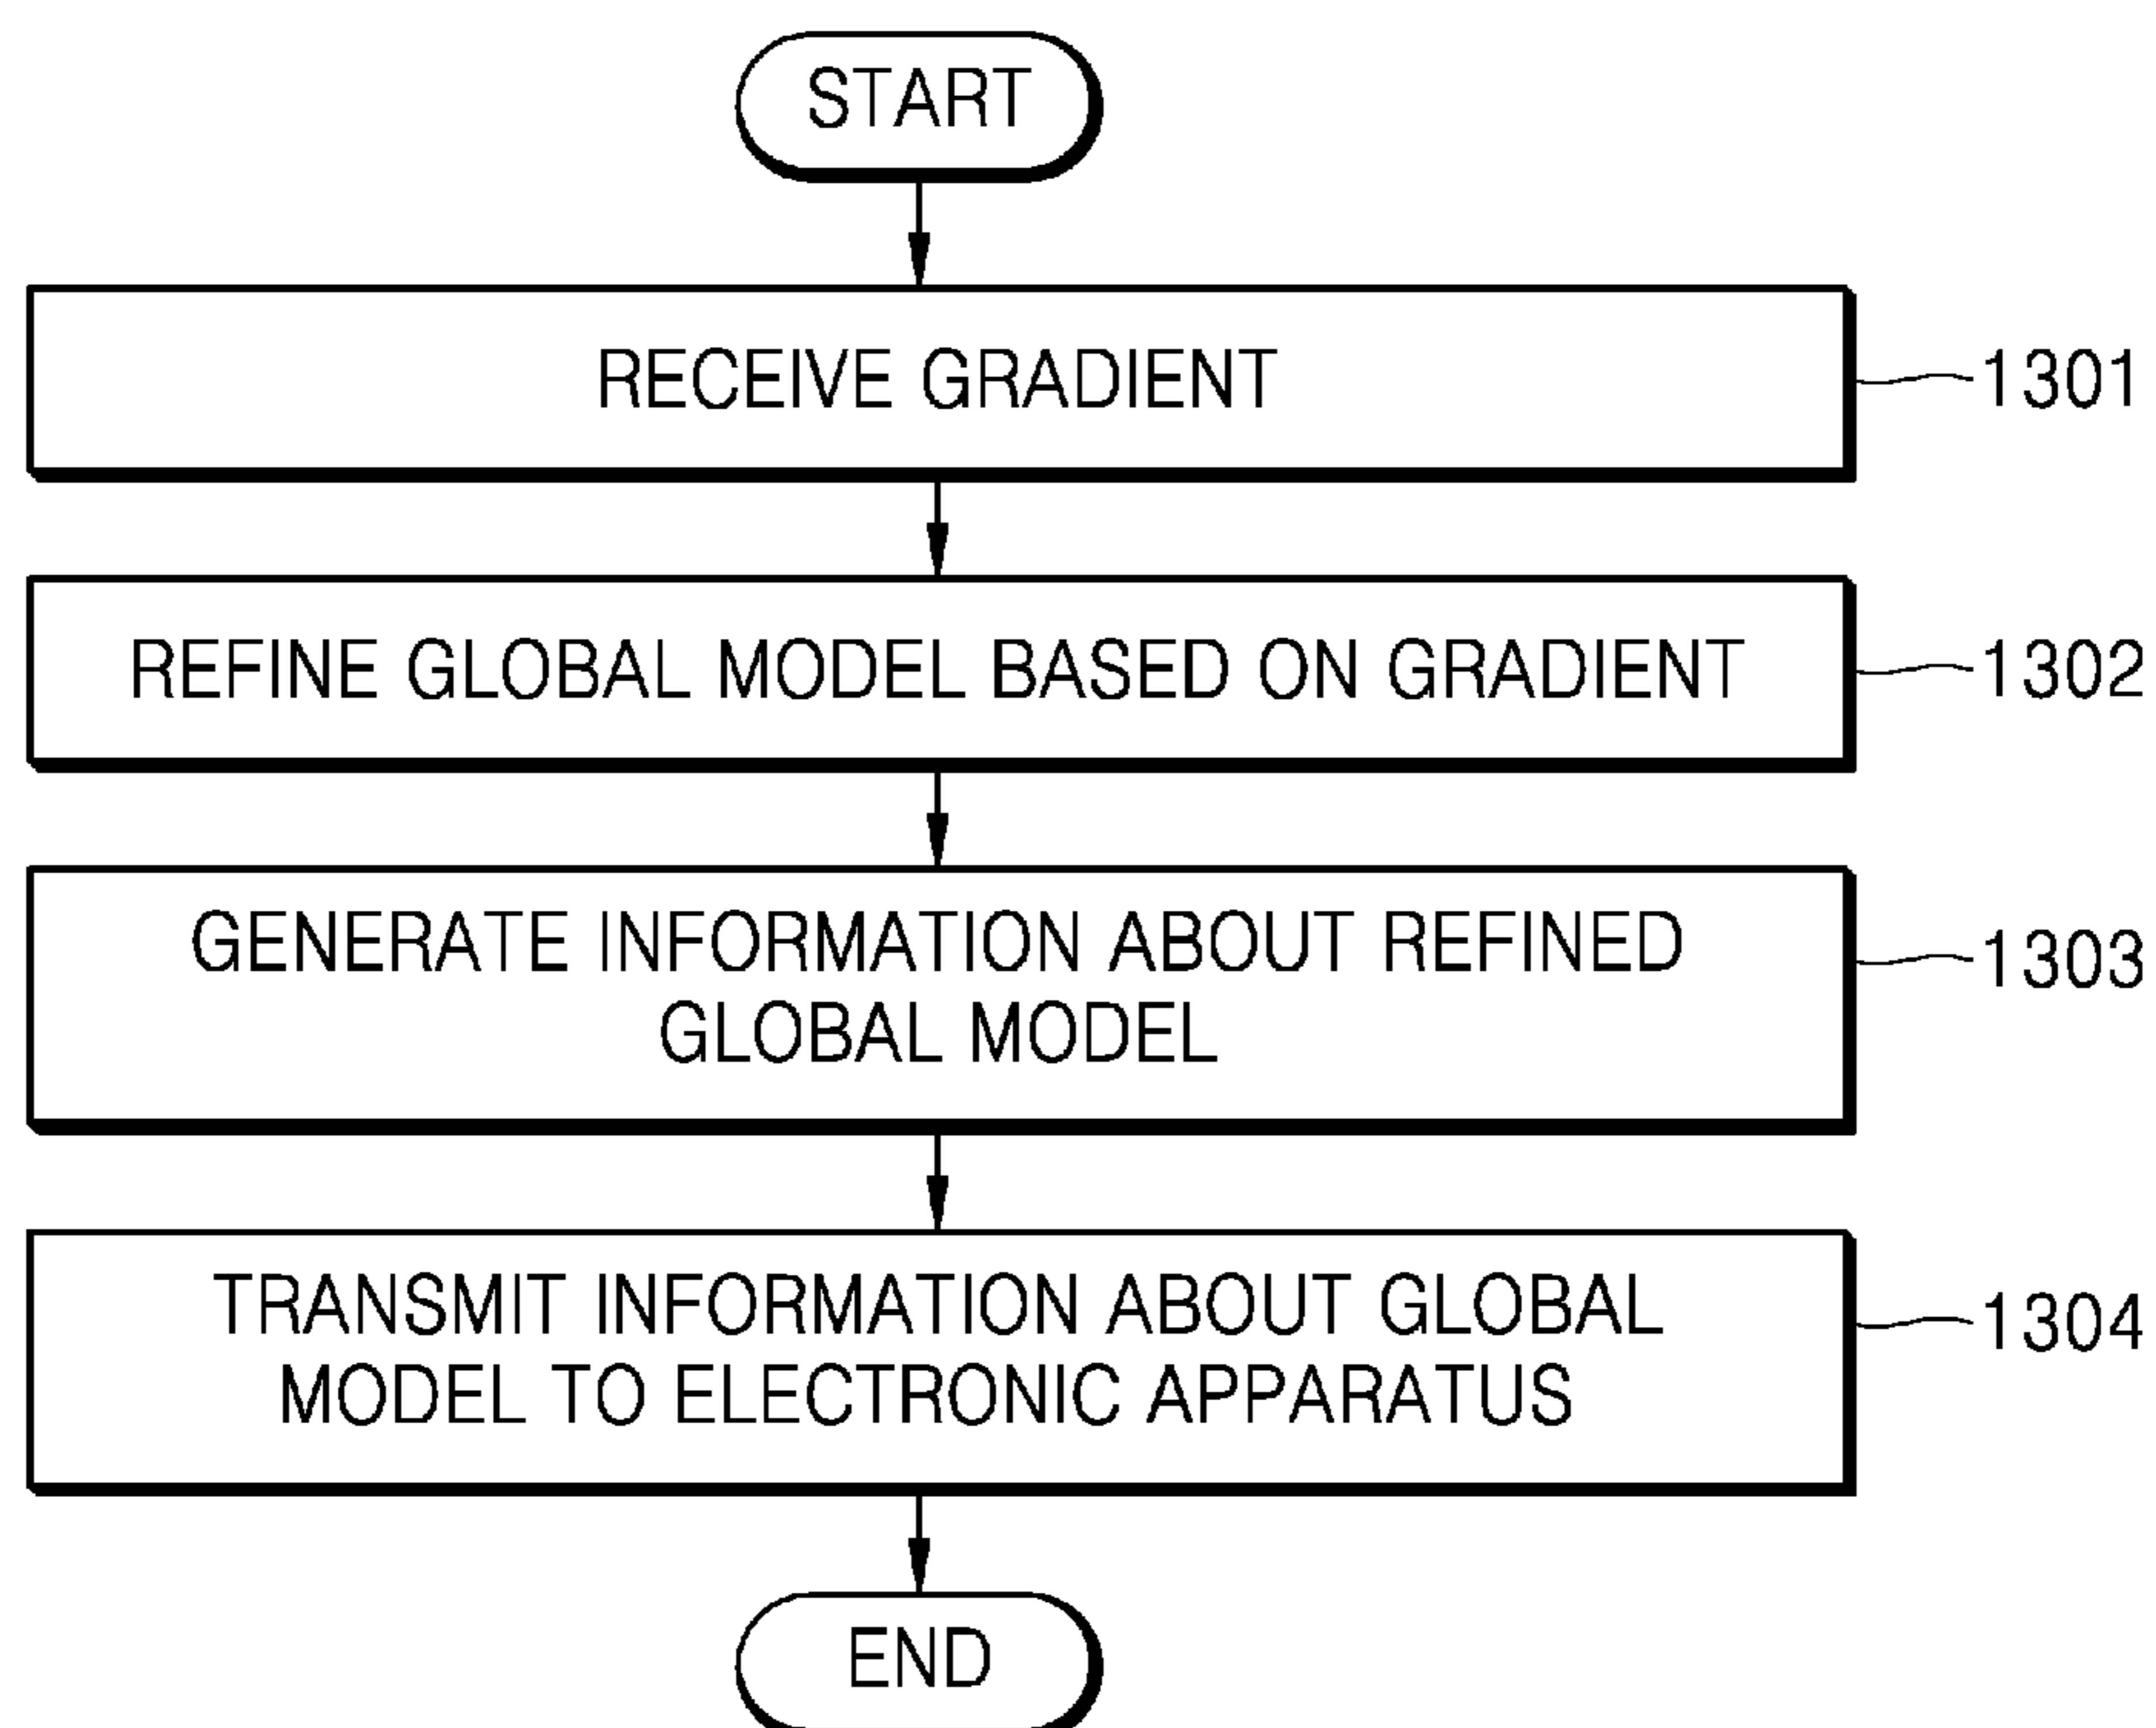 START
RECEIVE GRADIENT
1301
REFINE GLOBAL MODEL BASED ON GRADIENT
1302
GENERATE INFORMATION ABOUT REFINED
GLOBAL MODEL
1303
TRANSMIT INFORMATION ABOUT GLOBAL
MODEL TO ELECTRONIC APPARATUS
1304
END